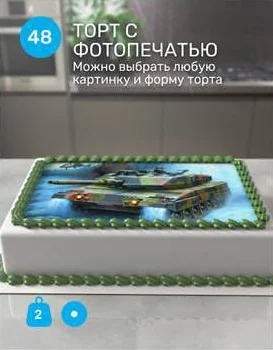 48
ТОРТ С
ФОТОПЕЧАТЬЮ
Можно выбрать любую
картинку и форму торта
2